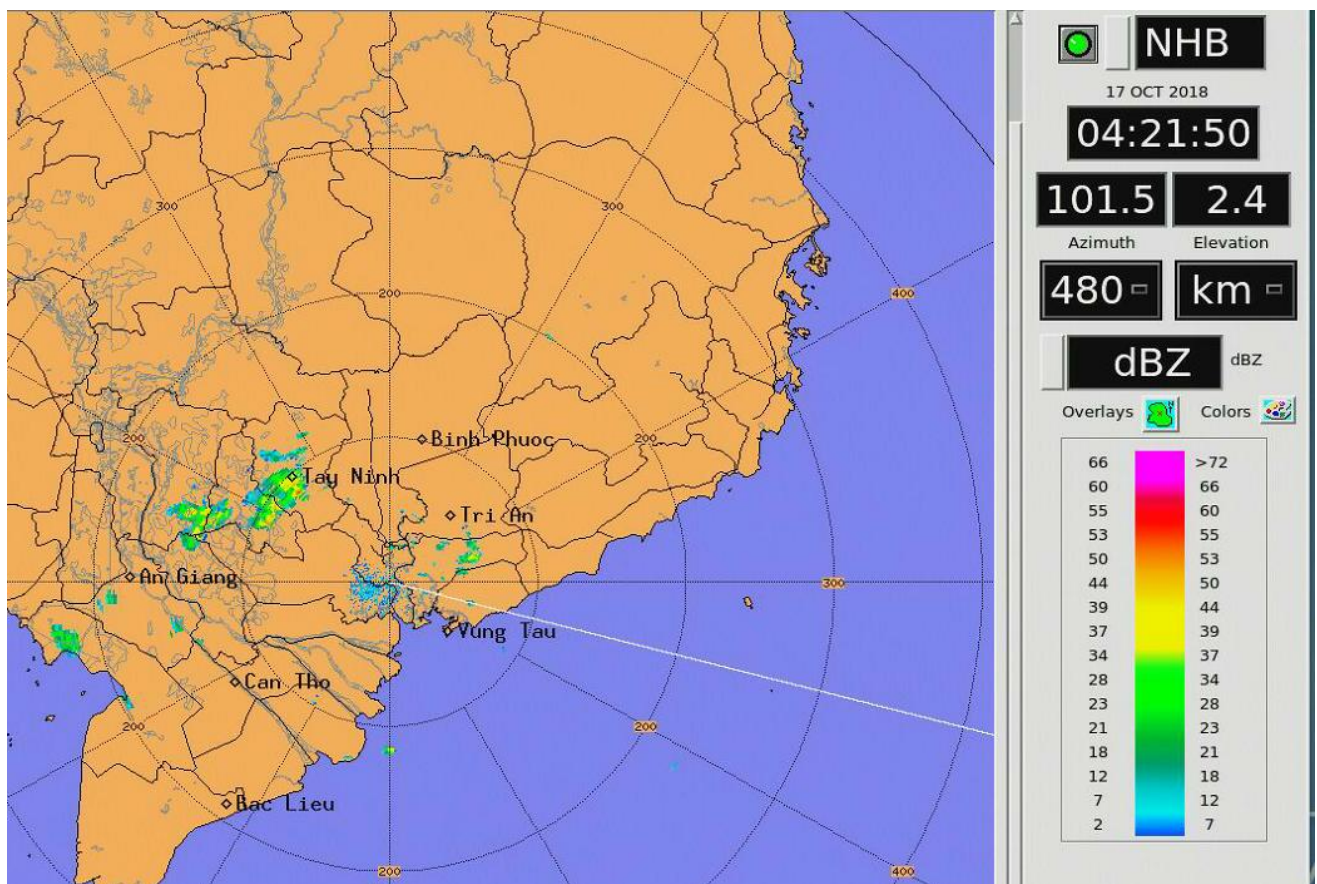 NHB
17 OCT 2018
04:21:50
101.5 2.4
Azimuth Elevation
480 km
dBZ dBZ
Overlays Colors
66 >72
60 66
55 60
53 55
50 53
44 50
39 44
37 39
34 37
28 34
23 28
21 23
18 21
12 18
7 12
2 7
300 300
200 400
200 Binh Phuoc 200
Tay Ninh
Tri An
An Giang 300
Vung Tau
Can Tho
200 200
Bac Lieu
200 400